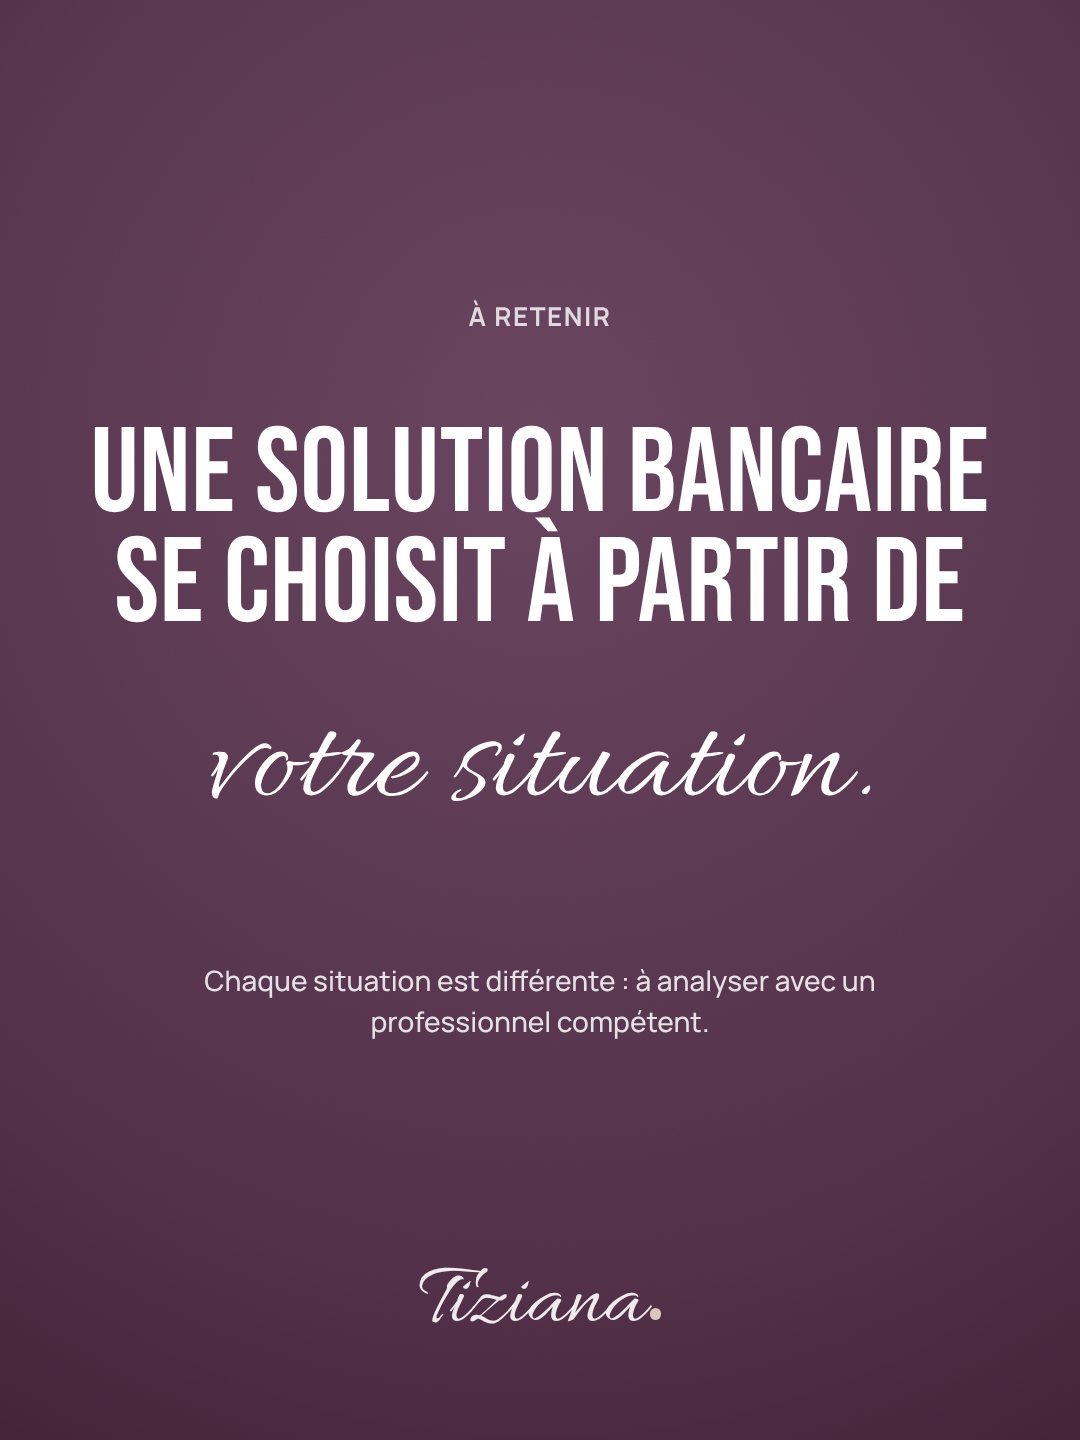 À RETENIR
UNE SOLUTION BANCAIRE
SE CHOISIT À PARTIR DE
votre situation.
Chaque situation est différente : à analyser avec un
professionnel compétent.
Tiziana.